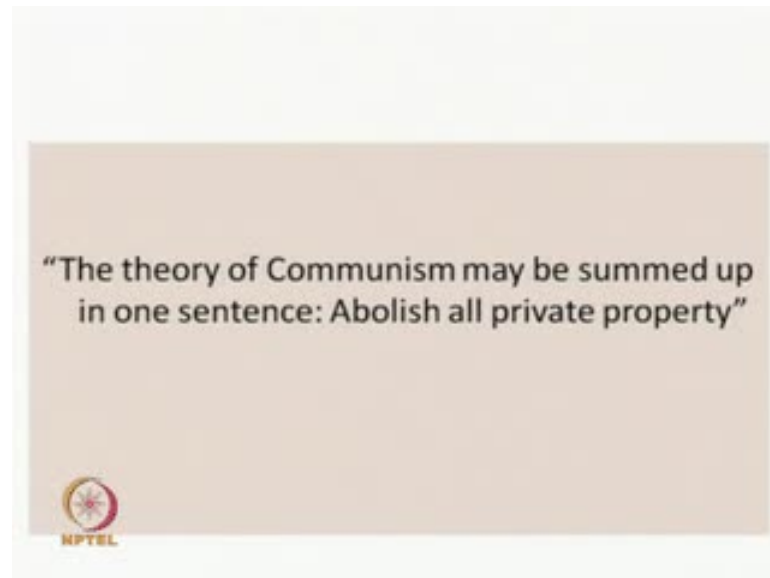 “The theory of Communism may be summed up
in one sentence: Abolish all private property”
NPTEL